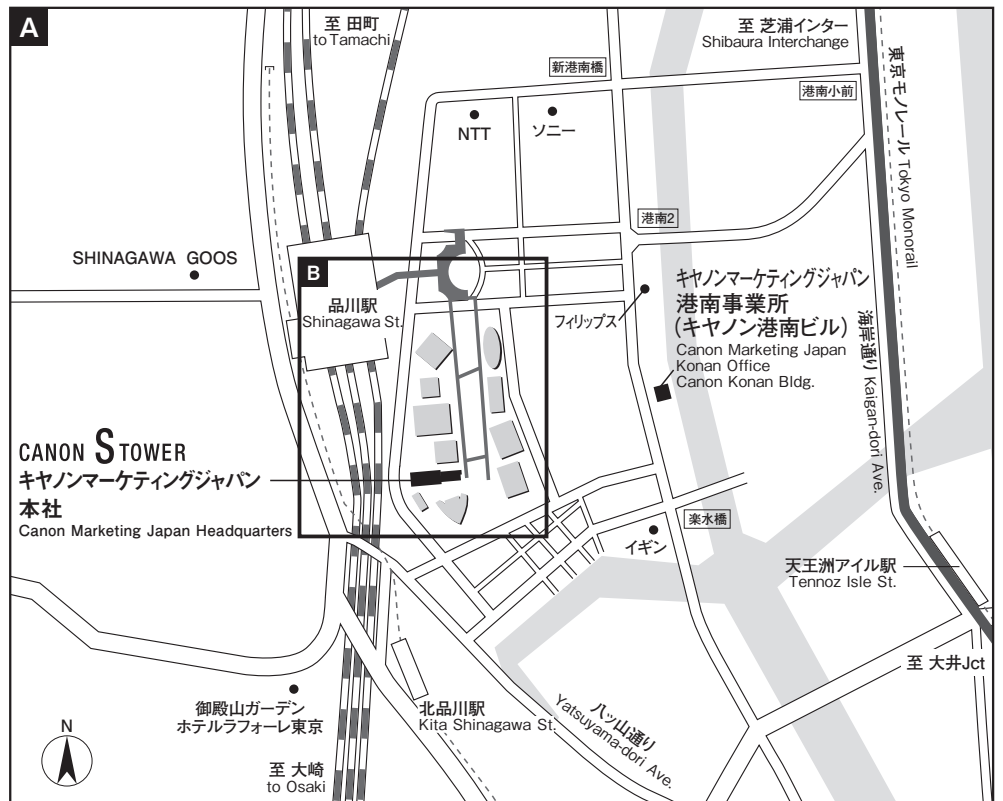 A
至 田町
to Tamachi
至 芝浦インター
Shibaura Interchange
新港南橋
港南小前
東京モノレール Tokyo Monorail
NTT
ソニー
港南2
SHINAGAWA GOOS
B
品川駅
Shinagawa St.
フィリップス
キヤノンマーケティングジャパン
港南事業所
(キヤノン港南ビル)
Canon Marketing Japan
Konan Office
Canon Konan Bldg.
海岸通り Kaigan-dori Ave.
CANON S TOWER
キヤノンマーケティングジャパン
本社
Canon Marketing Japan Headquarters
楽水橋
イギン
天王洲アイル駅
Tennoz Isle St.
至 大井Jct
御殿山ガーデン
ホテルラフォーレ東京
北品川駅
Kita Shinagawa St.
八ッ山通り
Yatsuyama-dori Ave.
N
至 大崎
to Osaki